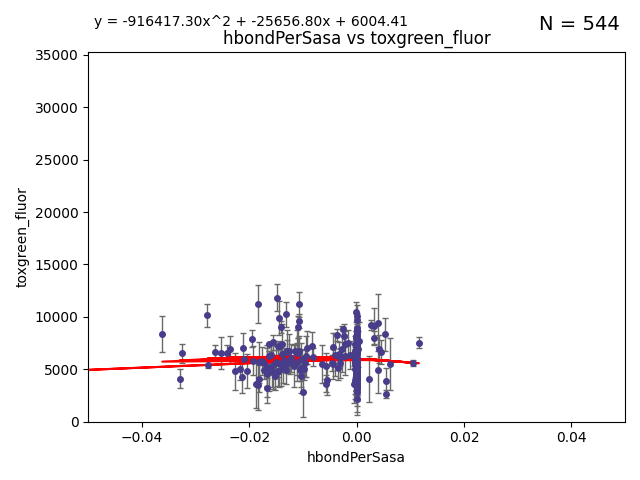 y = -916417.30x^2 + -25656.80x + 6004.41
N = 544
hbondPerSasa vs toxgreen_fluor
35000
30000
25000
20000
15000
10000
5000
0
toxgreen_fluor
−0.04
−0.02
0.00
0.02
0.04
hbondPerSasa